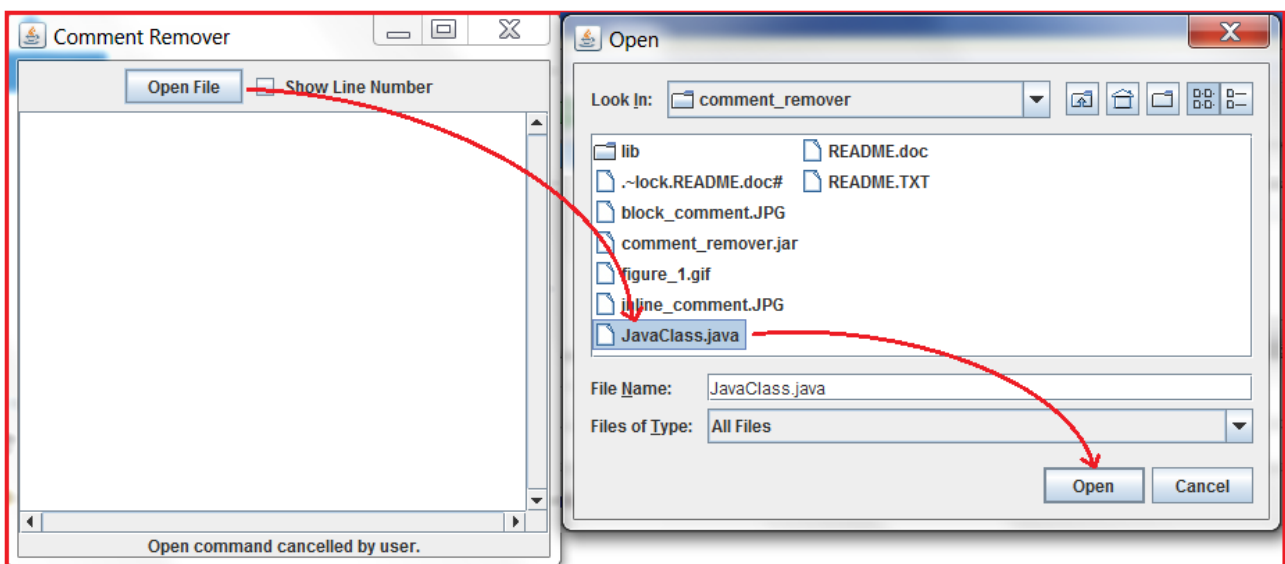 Comment Remover
Open File Show Line Number
Open command cancelled by user.
Open
Look In: comment_remover
lib
.~lock.README.doc#
block_comment.JPG
comment_remover.jar
figure_1.gif
inline_comment.JPG
JavaClass.java
README.doc
README.TXT
File Name: JavaClass.java
Files of Type: All Files
Open Cancel